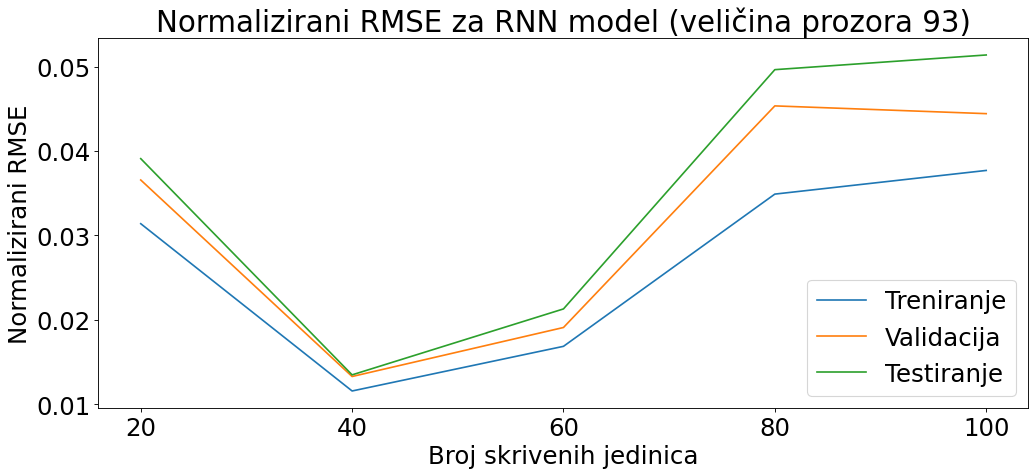 Normalizirani RMSE za RNN model (veličina prozora 93)
Normalizirani RMSE
0.05
0.04
0.03
0.02
0.01
20 40 60 80 100
Broj skrivenih jedinica
Treniranje
Validacija
Testiranje